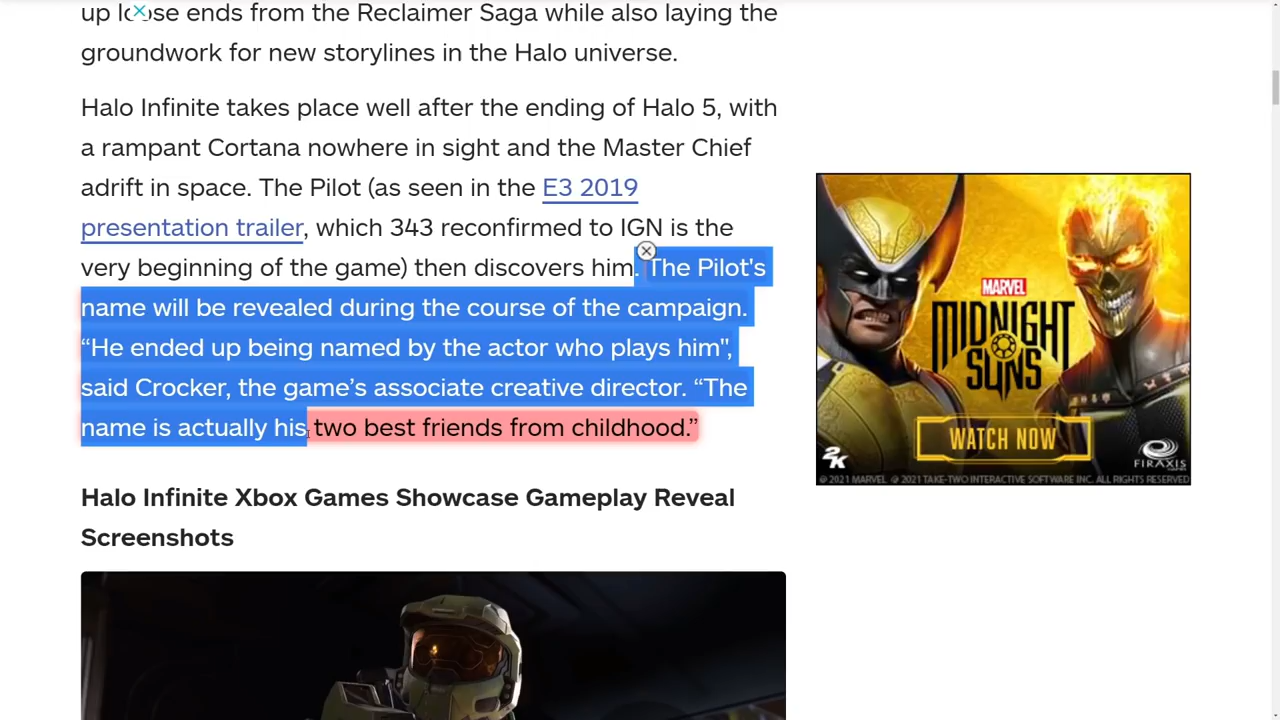 up loose ends from the Reclaimer Saga while also laying the
groundwork for new storylines in the Halo universe.
Halo Infinite takes place well after the ending of Halo 5, with
a rampant Cortana nowhere in sight and the Master Chief
adrift in space. The Pilot (as seen in the E3 2019
presentation trailer, which 343 reconfirmed to IGN is the
very beginning of the game) then discovers him. The Pilot's
name will be revealed during the course of the campaign.
“He ended up being named by the actor who plays him",
said Crocker, the game’s associate creative director. “The
name is actually his two best friends from childhood.”
Halo Infinite Xbox Games Showcase Gameplay Reveal
Screenshots
MARVEL
MIDNIGHT
SUNS
WATCH NOW
2K
FIRAXIS
GAMES
© 2021 MARVEL © 2021 TAKE-TWO INTERACTIVE SOFTWARE INC. ALL RIGHTS RESERVED